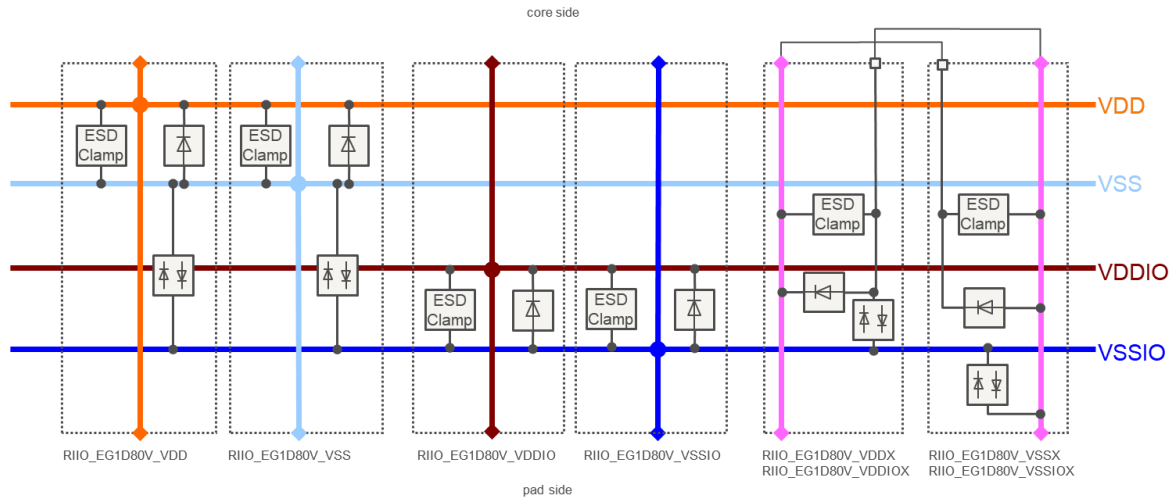 core side
VDD
ESD
Clamp
ESD
Clamp
VSS
ESD
Clamp
ESD
Clamp
VDDIO
ESD
Clamp
ESD
Clamp
VSSIO
RIIO_EG1D80V_VDD
RIIO_EG1D80V_VSS
RIIO_EG1D80V_VDDIO
RIIO_EG1D80V_VSSIO
RIIO_EG1D80V_VDDX
RIIO_EG1D80V_VDDIOX
RIIO_EG1D80V_VSSX
RIIO_EG1D80V_VSSIOX
pad side